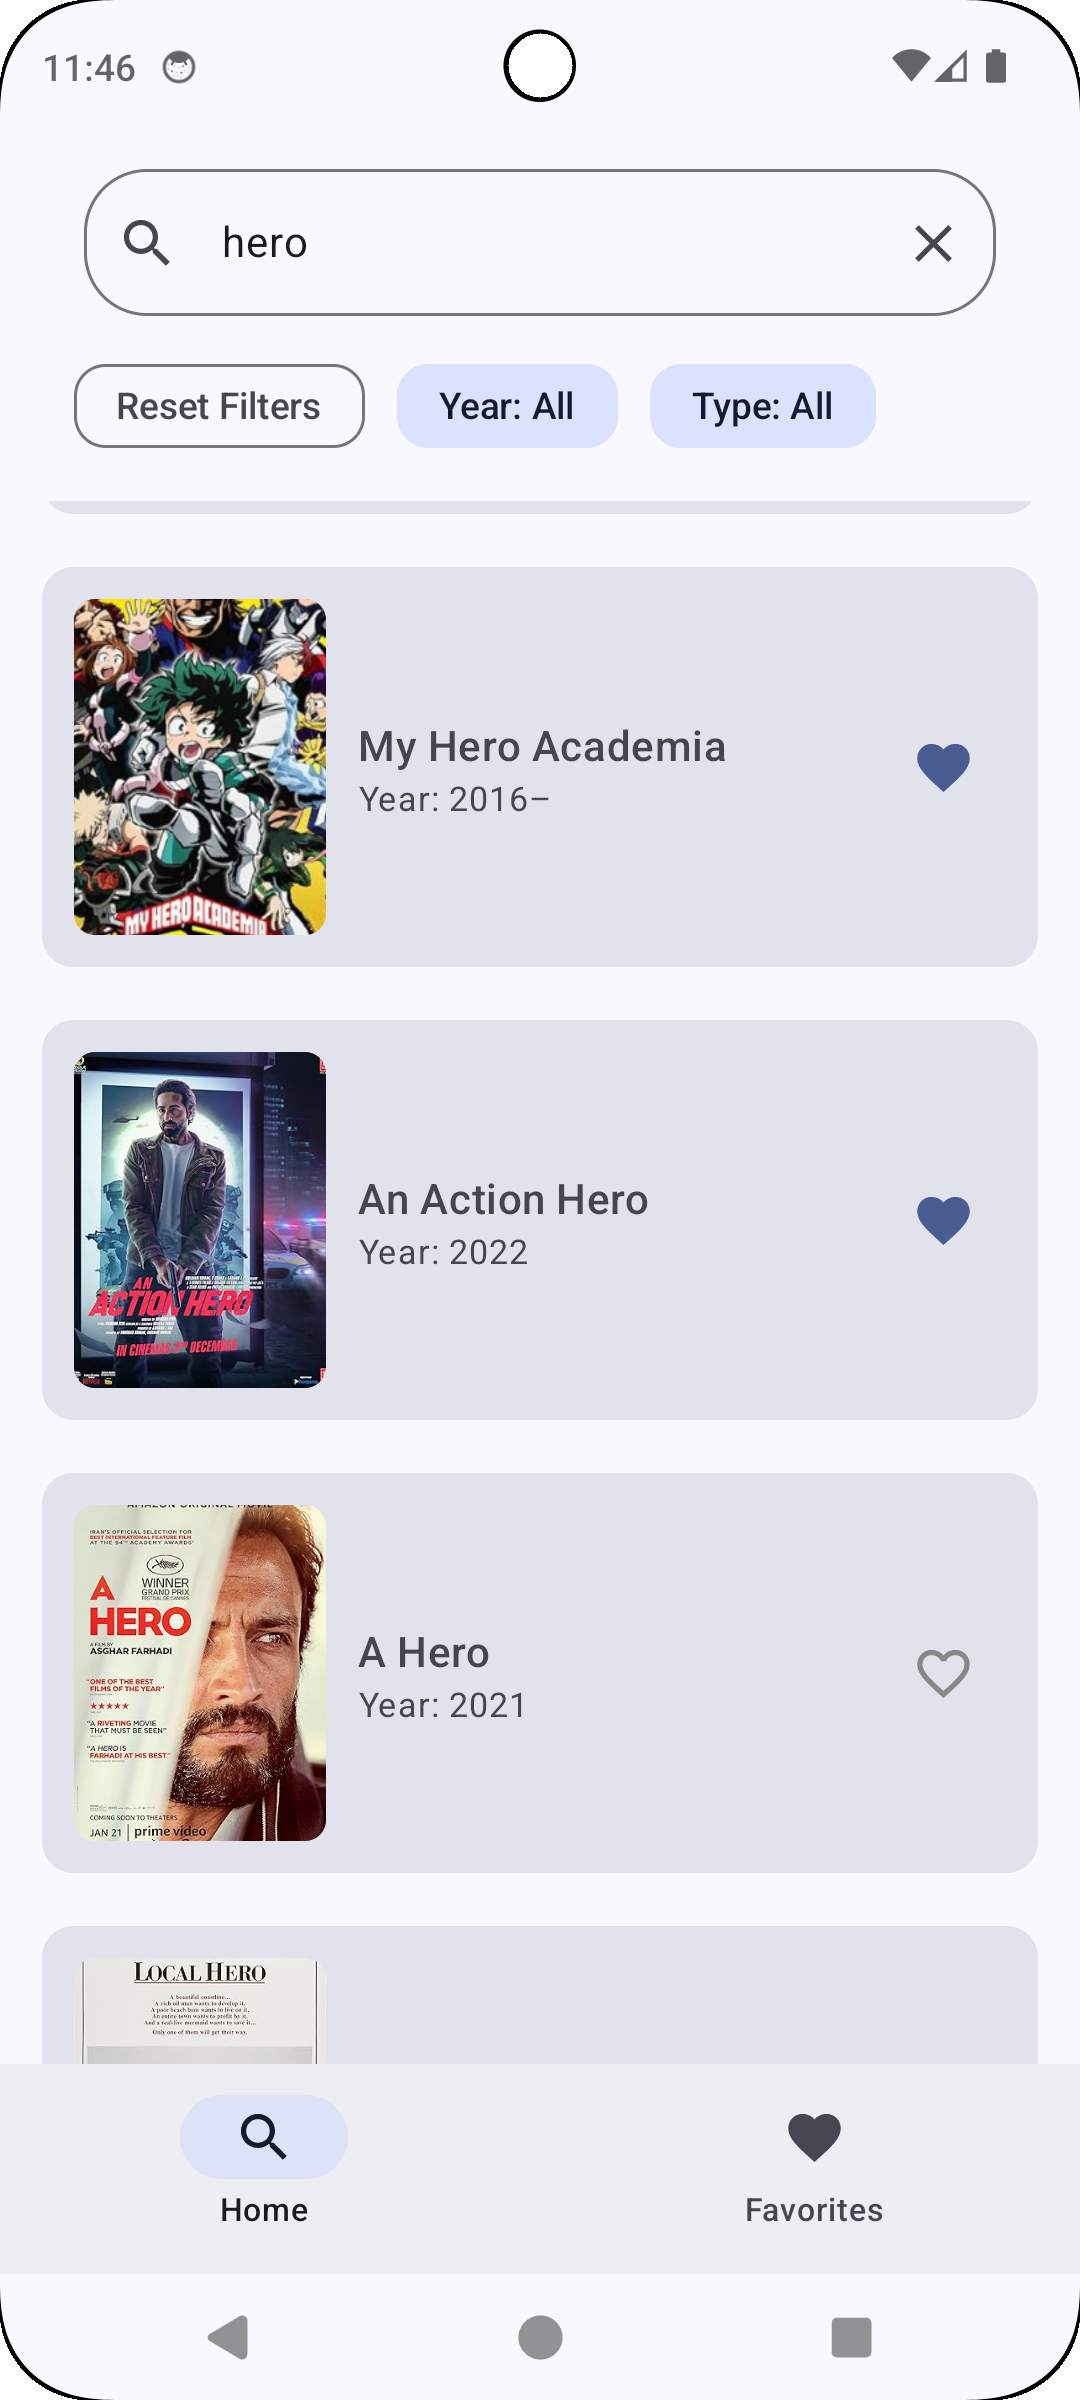 11:46
hero
Reset Filters
Year: All
Type: All
MY HERO ACADEMIA
My Hero Academia
Year: 2016–
AN
ACTION HERO
IN CINEMAS 2ND DECEMBER
An Action Hero
Year: 2022
AMAZON ORIGINAL MOVIE
IRAN'S OFFICIAL SELECTION FOR
BEST INTERNATIONAL FEATURE FILM
AT THE 94TH ACADEMY AWARDS
WINNER
GRAND PRIX
FESTIVAL DE CANNES
A
HERO
A FILM BY
ASGHAR FARHADI
"ONE OF THE BEST
FILMS OF THE YEAR"
"A RIVETING MOVIE
THAT MUST BE SEEN"
"A HERO IS
FARHADI AT HIS BEST"
COMING SOON TO THEATERS
JAN 21 | prime video
A Hero
Year: 2021
LOCAL HERO
A beautiful coastline...
A rich oil man wants to develop it.
A poor beach bum wants to live on it.
An entire town wants to profit by it.
And a real-live mermaid wants to save it...
Only one of them will get their way.
Home
Favorites